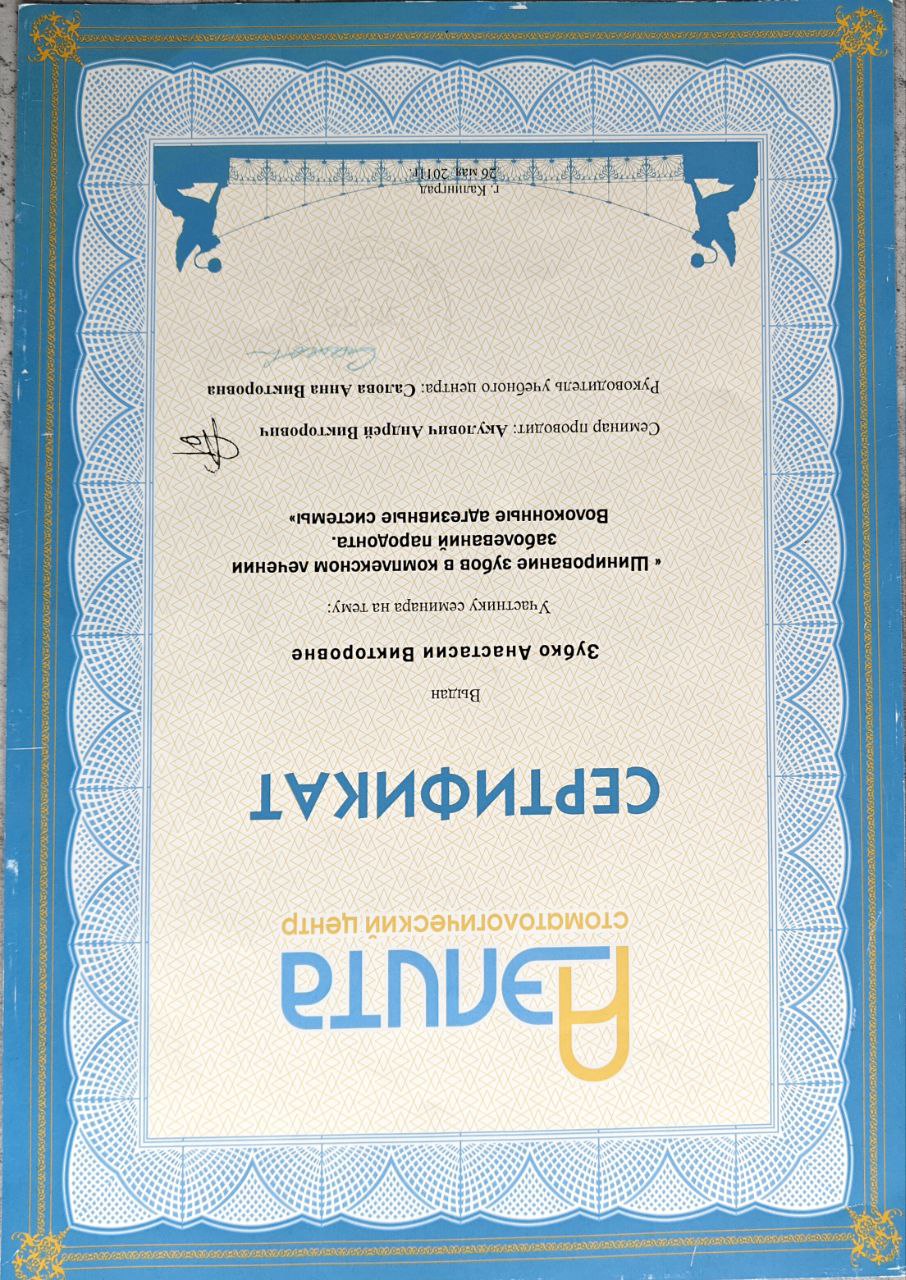 Аэлита
стоматологический центр
СЕРТИФИКАТ
Выдан
Зубко Анастасии Викторовне
Участнику семинара на тему:
« Шинирование зубов в комплексном лечении
заболеваний пародонта.
Волоконные адгезивные системы»
Семинар проводит: Акулович Андрей Викторович
Руководитель учебного центра: Салова Анна Викторовна
г. Калининград
26 мая 2011г.